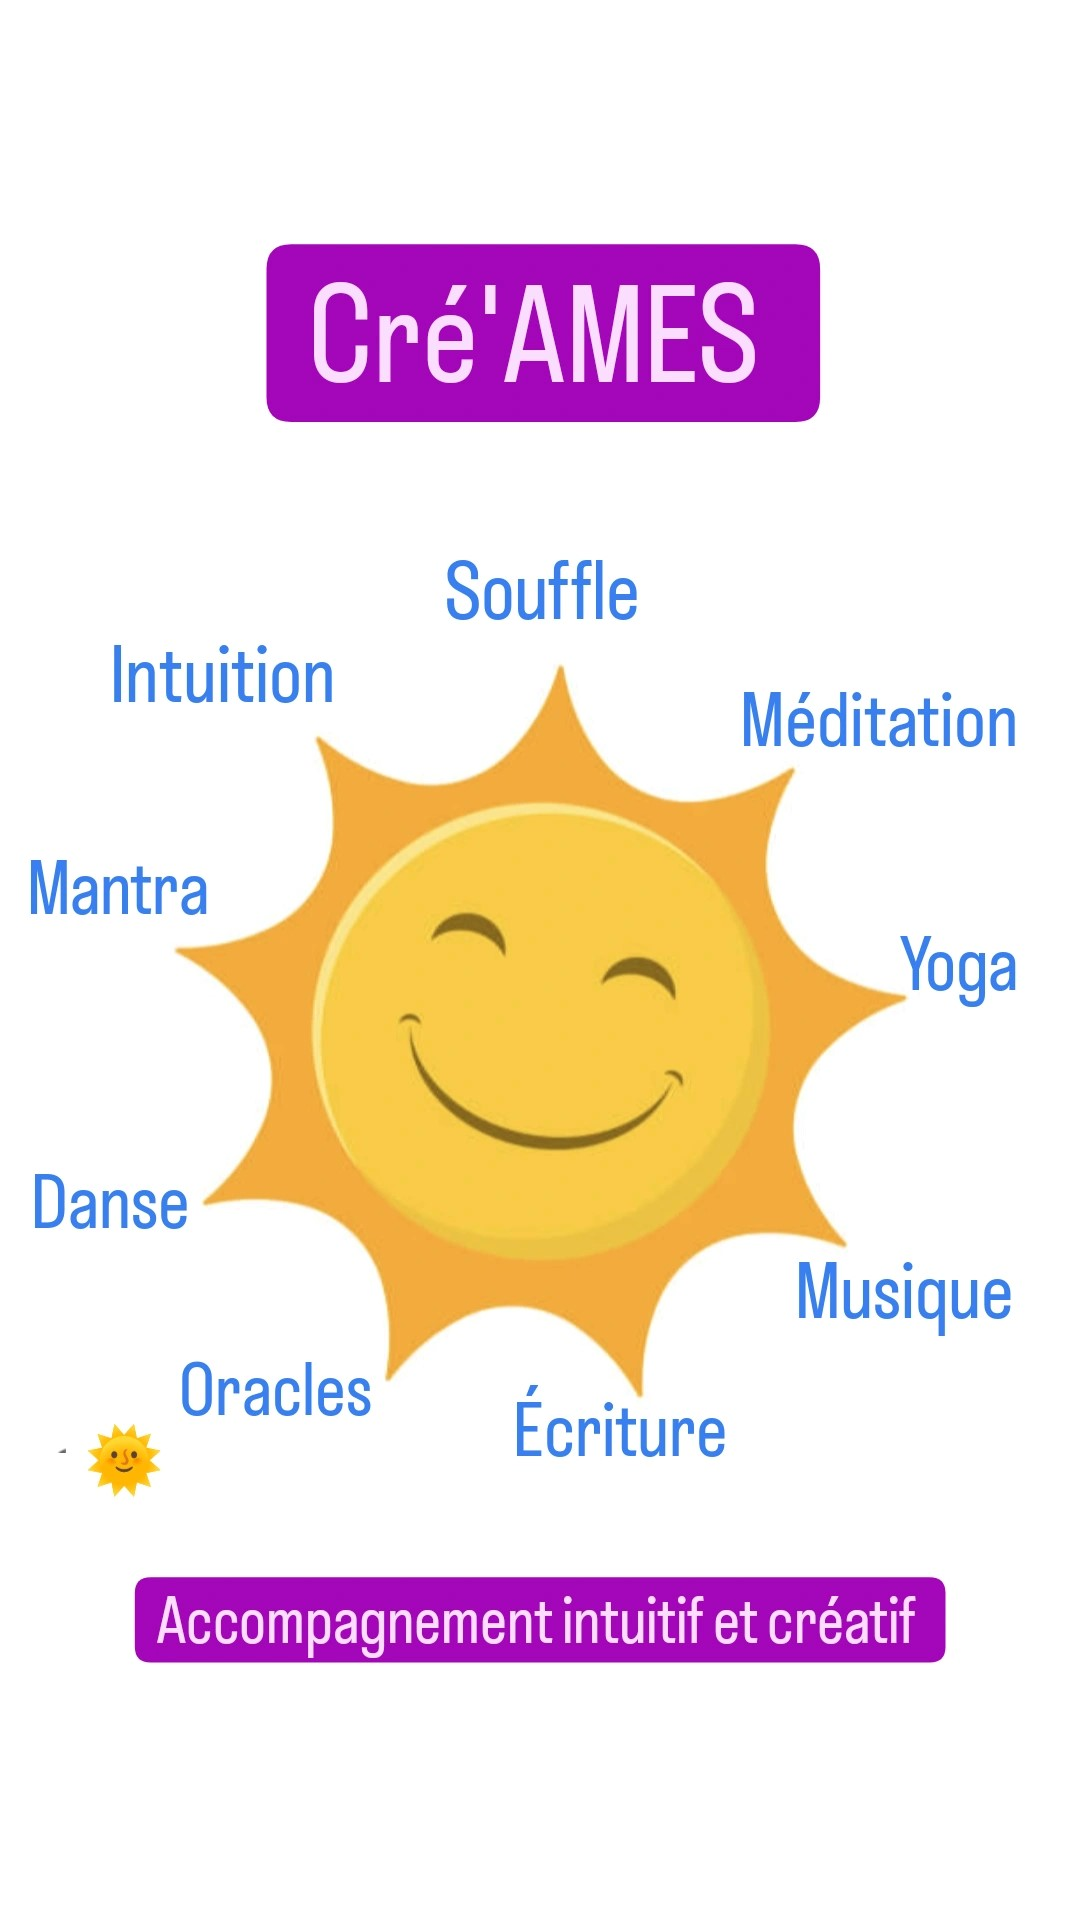 Cré'AMES
Souffle
Intuition
Méditation
Mantra
Yoga
Danse
Musique
Oracles
Écriture
Accompagnement intuitif et créatif